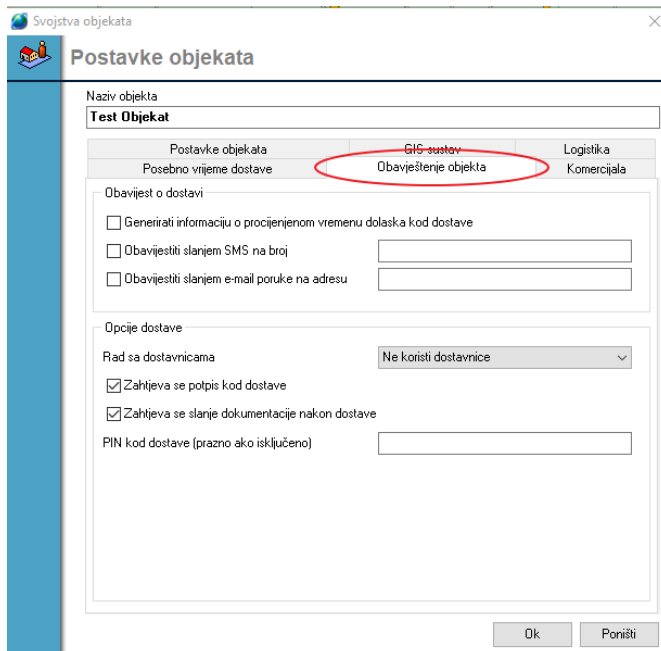 Svojstva objekata
Postavke objekata
Naziv objekta
Test Objekat
Postavke objekata GIS sustav Logistika
Posebno vrijeme dostave Obavještenje objekta Komercijala
Obavijest o dostavi
Generirati informaciju o procijenjenom vremenu dolaska kod dostave
Obavijestiti slanjem SMS na broj
Obavijestiti slanjem e-mail poruke na adresu
Opcije dostave
Rad sa dostavnicama Ne koristi dostavnice
Zahtjeva se potpis kod dostave
Zahtjeva se slanje dokumentacije nakon dostave
PIN kod dostave (prazno ako isključeno)
Ok Poništi